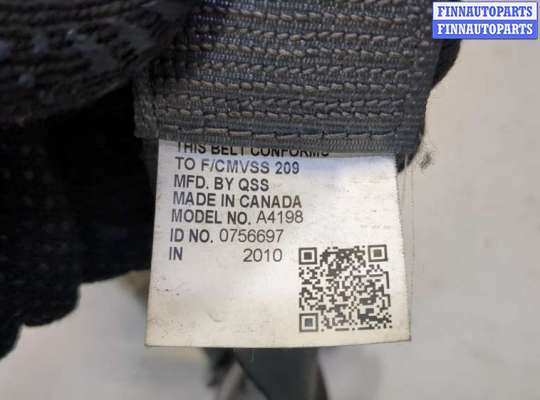 FINNAUTOPARTS
FINNAUTOPARTS
THIS BELT CONFORMS
TO F/CMVSS 209
MFD. BY QSS
MADE IN CANADA
MODEL NO. A4198
ID NO. 0756697
IN 2010